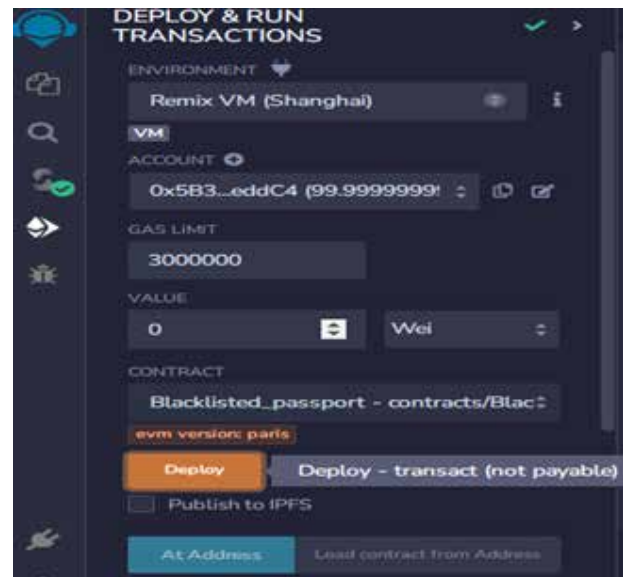 DEPLOY & RUN
TRANSACTIONS
ENVIRONMENT
Remix VM (Shanghai)
VM
ACCOUNT
0x5B3...eddC4 (99.9999999
GAS LIMIT
3000000
VALUE
0 Wei
CONTRACT
Blacklisted_passport - contracts/Blac
evm version: paris
Deploy Deploy - transact (not payable)
Publish to IPFS
At Address Load contract from Address